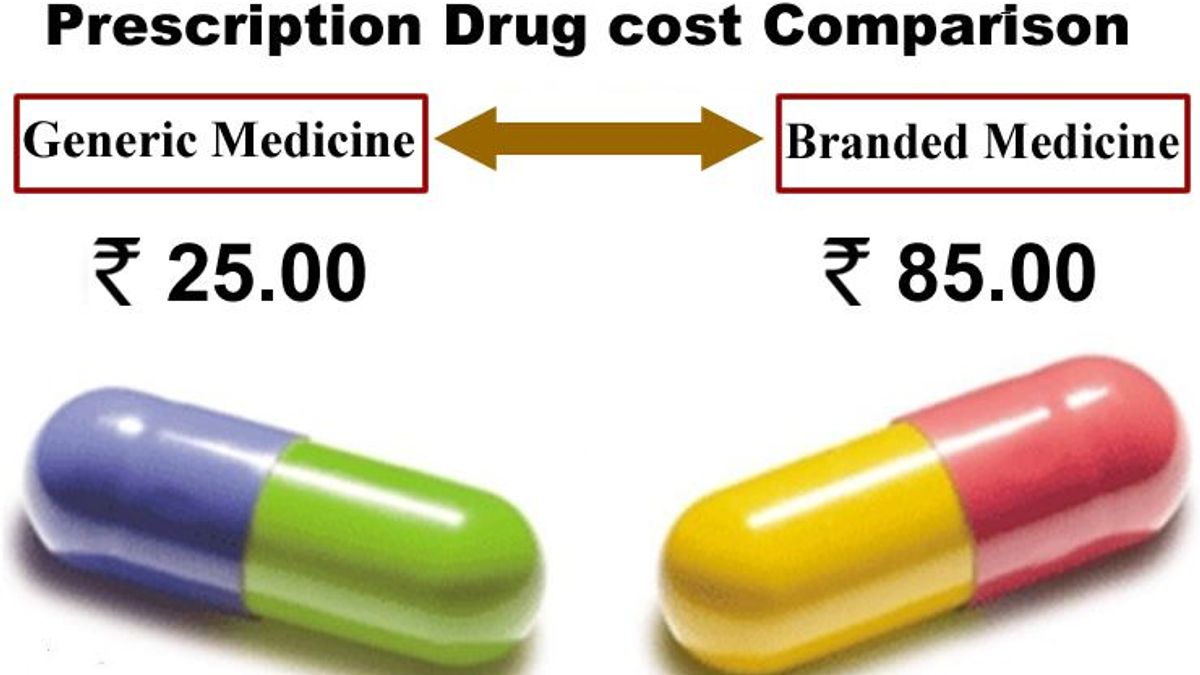 Prescription Drug cost Comparison
Generic Medicine
Branded Medicine
₹ 25.00
₹ 85.00